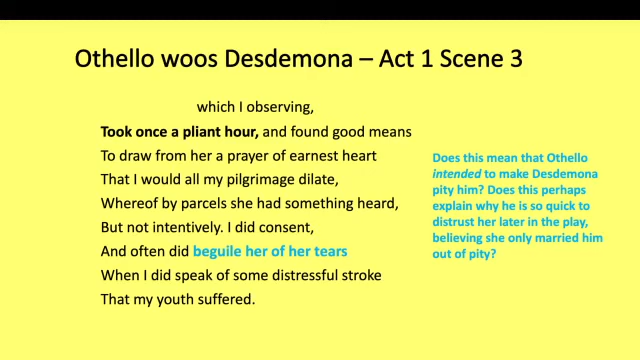 Othello woos Desdemona – Act 1 Scene 3
which I observing,
Took once a pliant hour, and found good means
To draw from her a prayer of earnest heart
That I would all my pilgrimage dilate,
Whereof by parcels she had something heard,
But not intentively. I did consent,
And often did beguile her of her tears
When I did speak of some distressful stroke
That my youth suffered.
Does this mean that Othello
intended to make Desdemona
pity him? Does this perhaps
explain why he is so quick to
distrust her later in the play,
believing she only married him
out of pity?